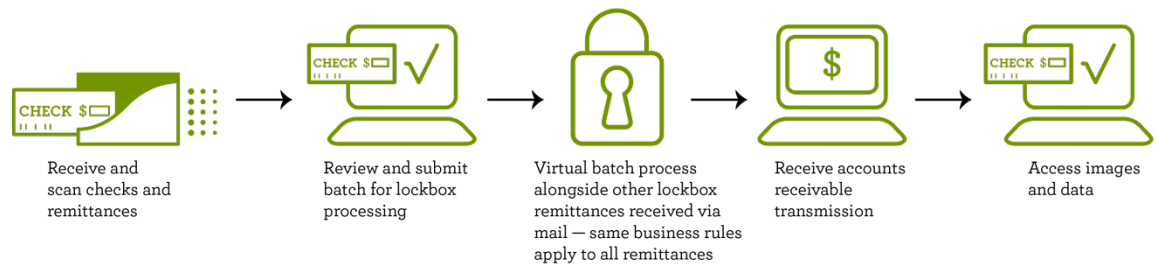 CHECK $
Receive and
scan checks and
remittances
CHECK $
Review and submit
batch for lockbox
processing
Virtual batch process
alongside other lockbox
remittances received via
mail — same business rules
apply to all remittances
$
Receive accounts
receivable
transmission
CHECK $
Access images
and data